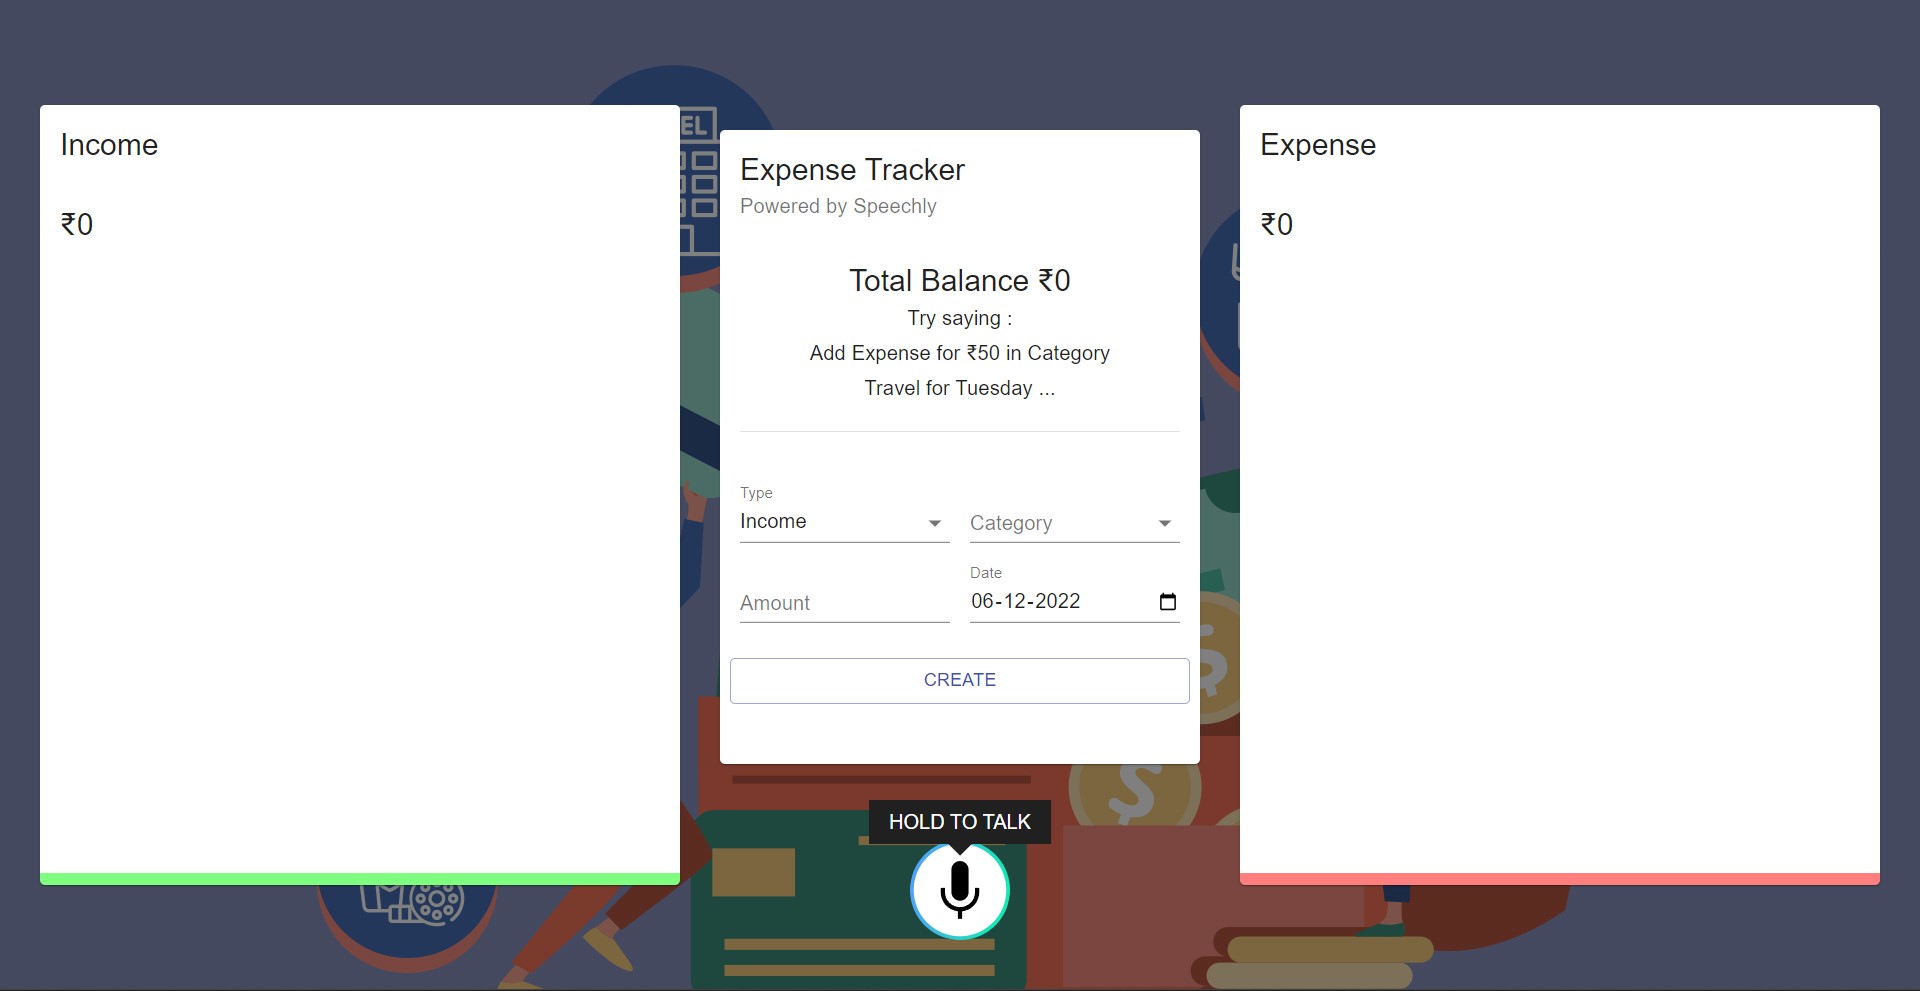 Income
₹0
EL
Expense Tracker
Powered by Speechly
Total Balance ₹0
Try saying :
Add Expense for ₹50 in Category
Travel for Tuesday ...
Type
Income
Category
Amount
Date
06-12-2022
CREATE
HOLD TO TALK
Expense
₹0